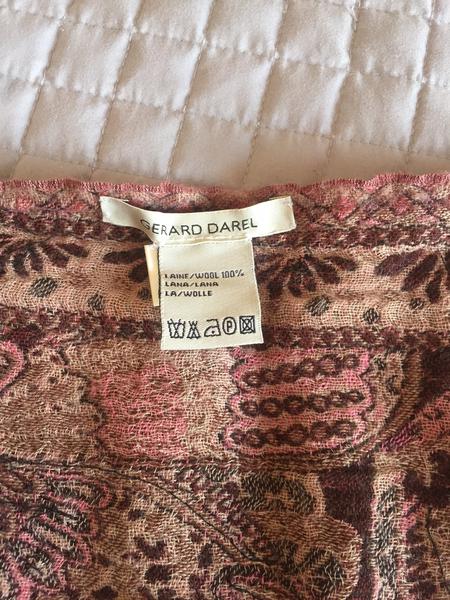 GERARD DAREL
LAINE/WOOL 100%
LANA/LANA
LA/WOLLE